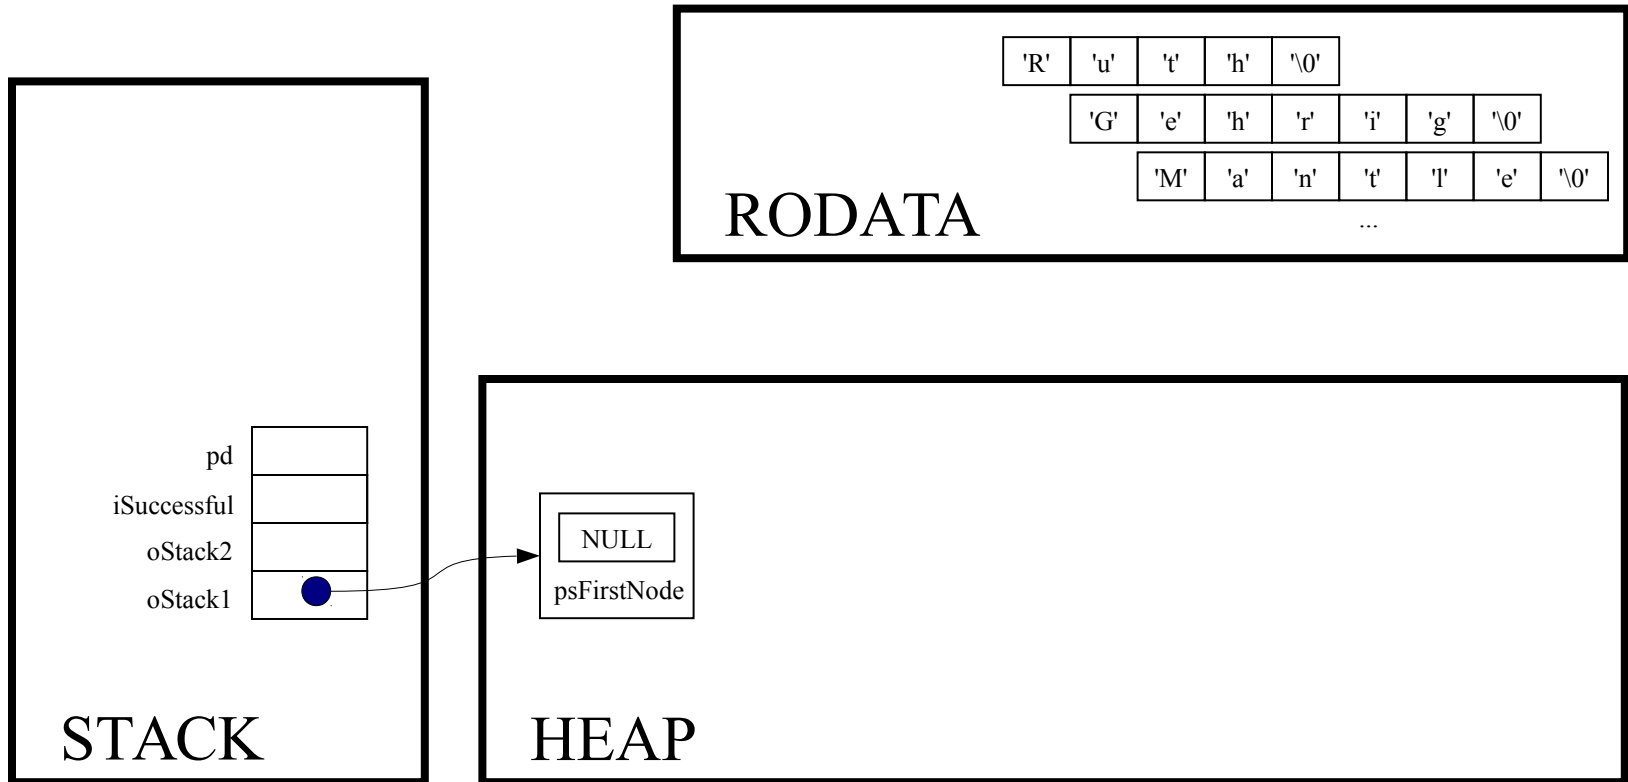 'R' 'u' 't' 'h' '\0'
'G' 'e' 'h' 'r' 'i' 'g' '\0'
'M' 'a' 'n' 't' 'l' 'e' '\0'
...
RODATA
pd
iSuccessful
oStack2
oStack1
STACK
NULL
psFirstNode
HEAP